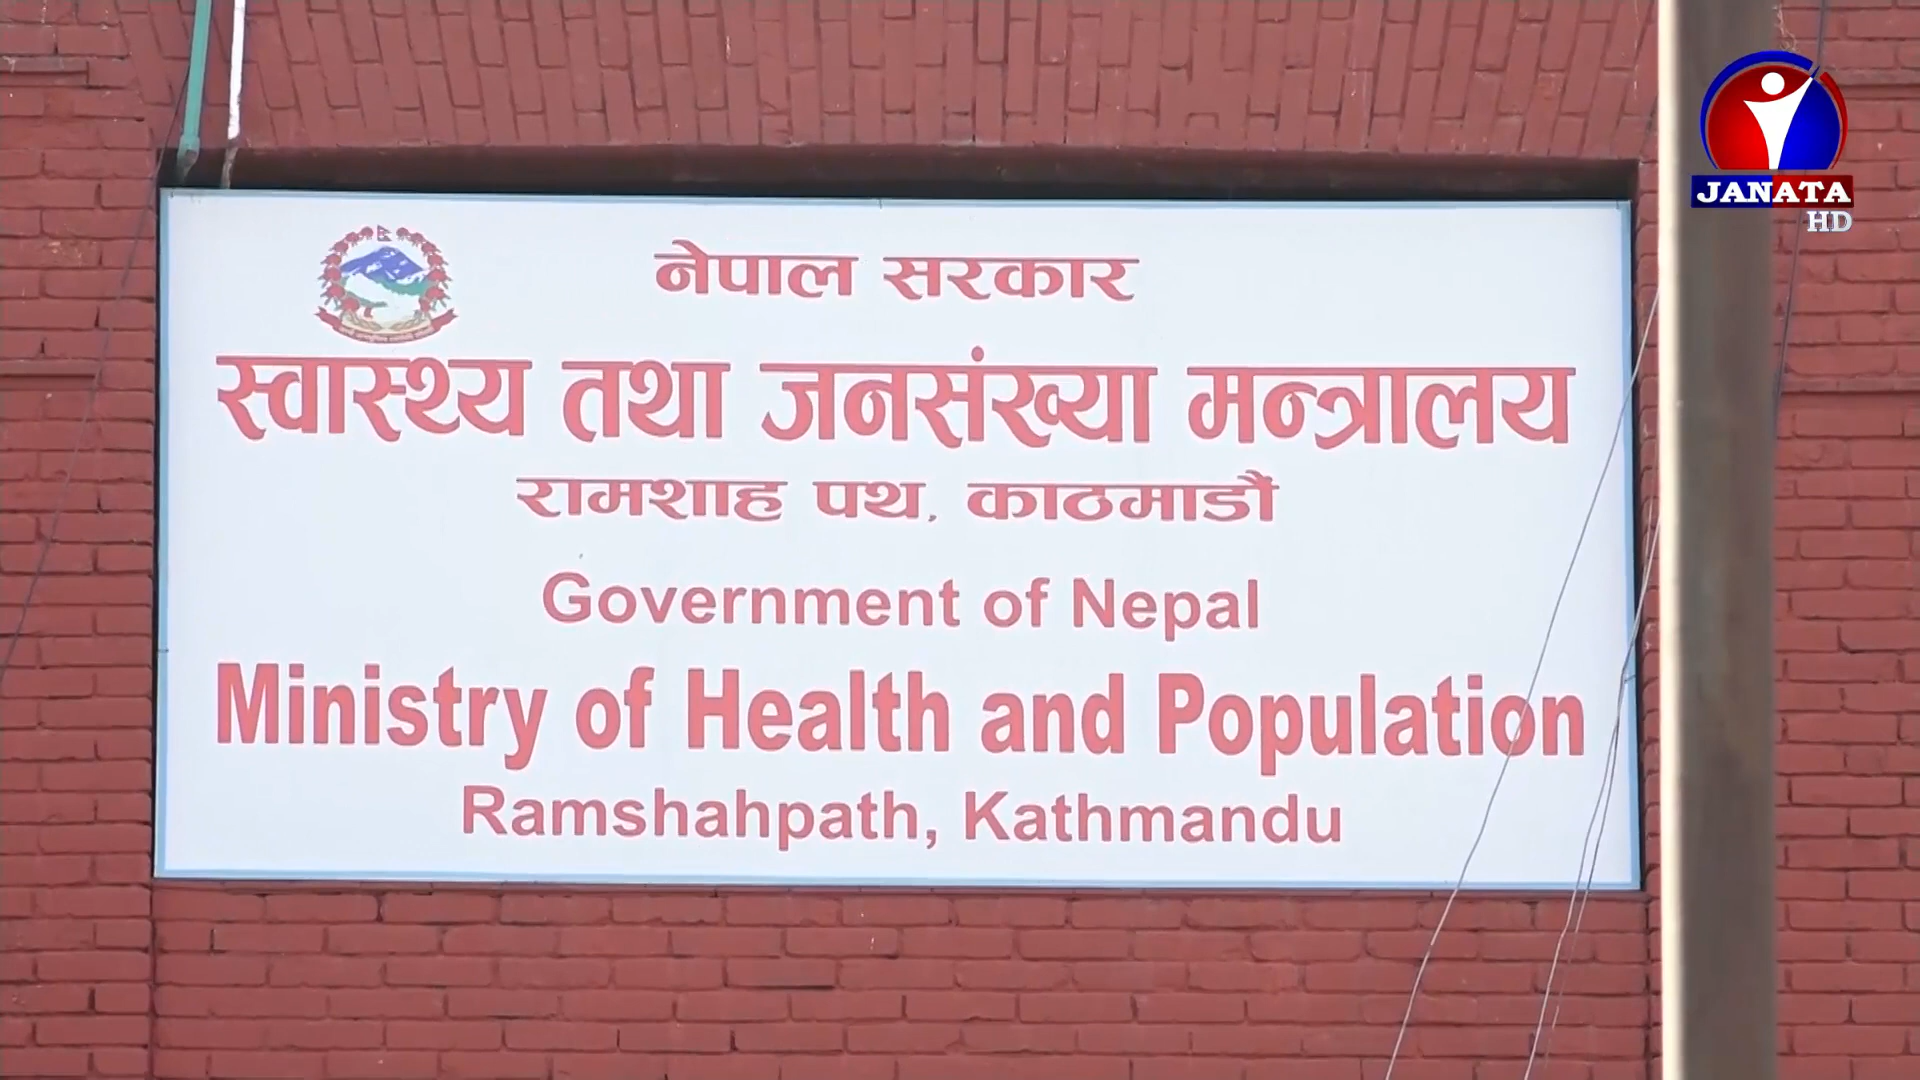 नेपाल सरकार
स्वास्थ्य तथा जनसंख्या मन्त्रालय
रामशाह पथ, काठमाडौं
Government of Nepal
Ministry of Health and Population
Ramshahpath, Kathmandu
JANATA
HD